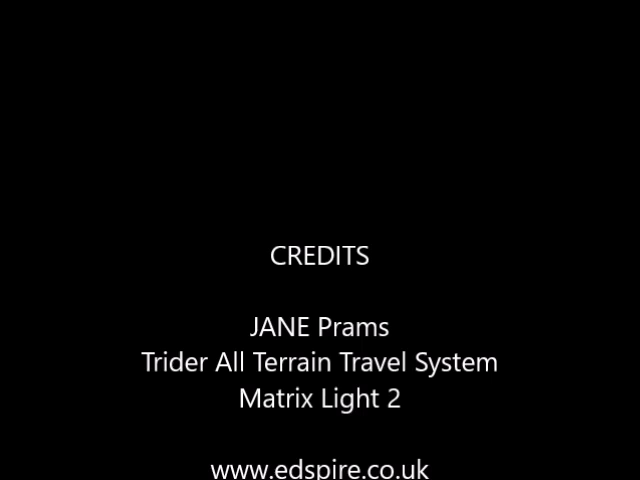 CREDITS
JANE Prams
Trider All Terrain Travel System
Matrix Light 2
www.edspire.co.uk